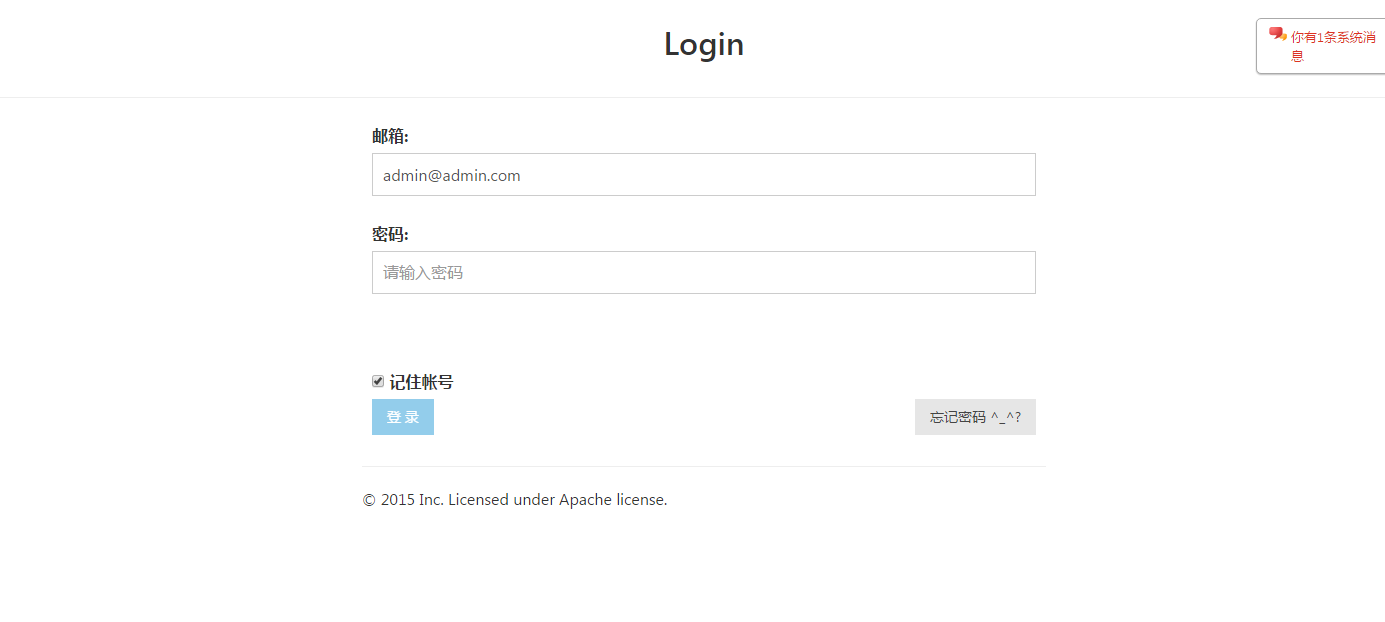 Login
你有1条系统消
息
邮箱:
admin@admin.com
密码:
请输入密码
记住帐号
登 录
忘记密码 ^_^?
© 2015 Inc. Licensed under Apache license.